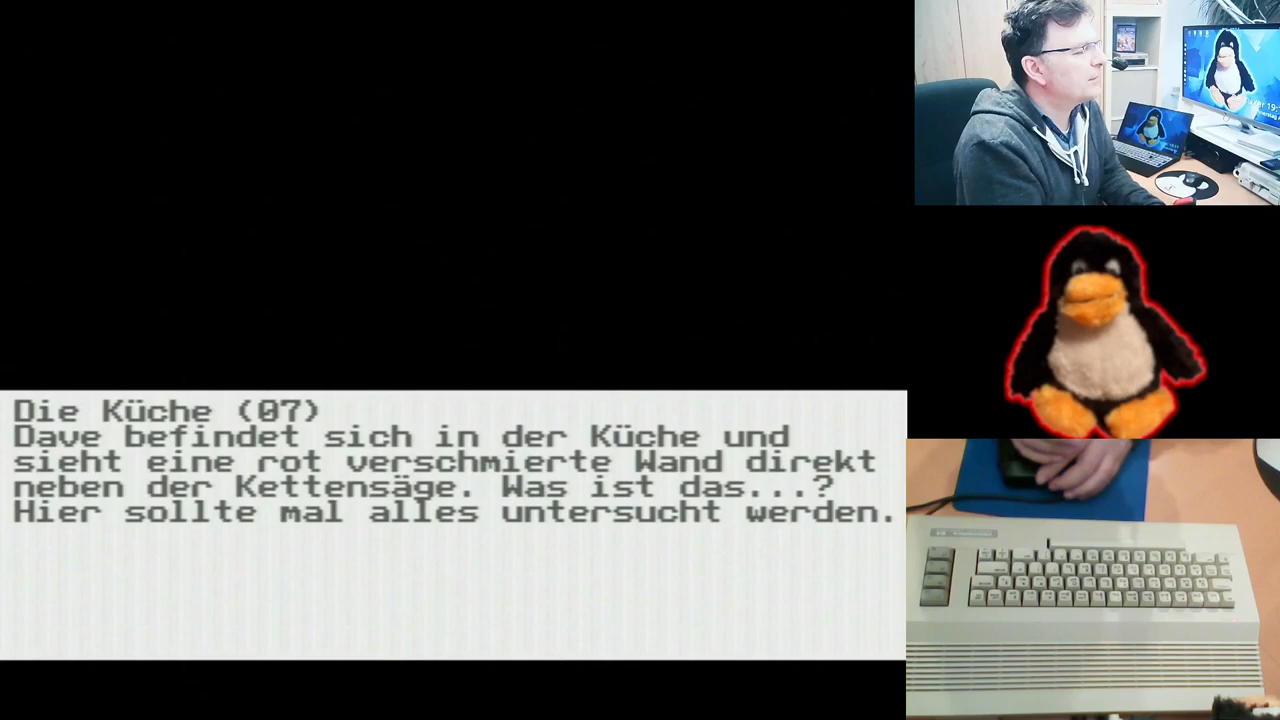 Die Küche (07)
Dave befindet sich in der Küche und
sieht eine rot verschmierte Wand direkt
neben der Kettensäge. Was ist das...?
Hier sollte mal alles untersucht werden.